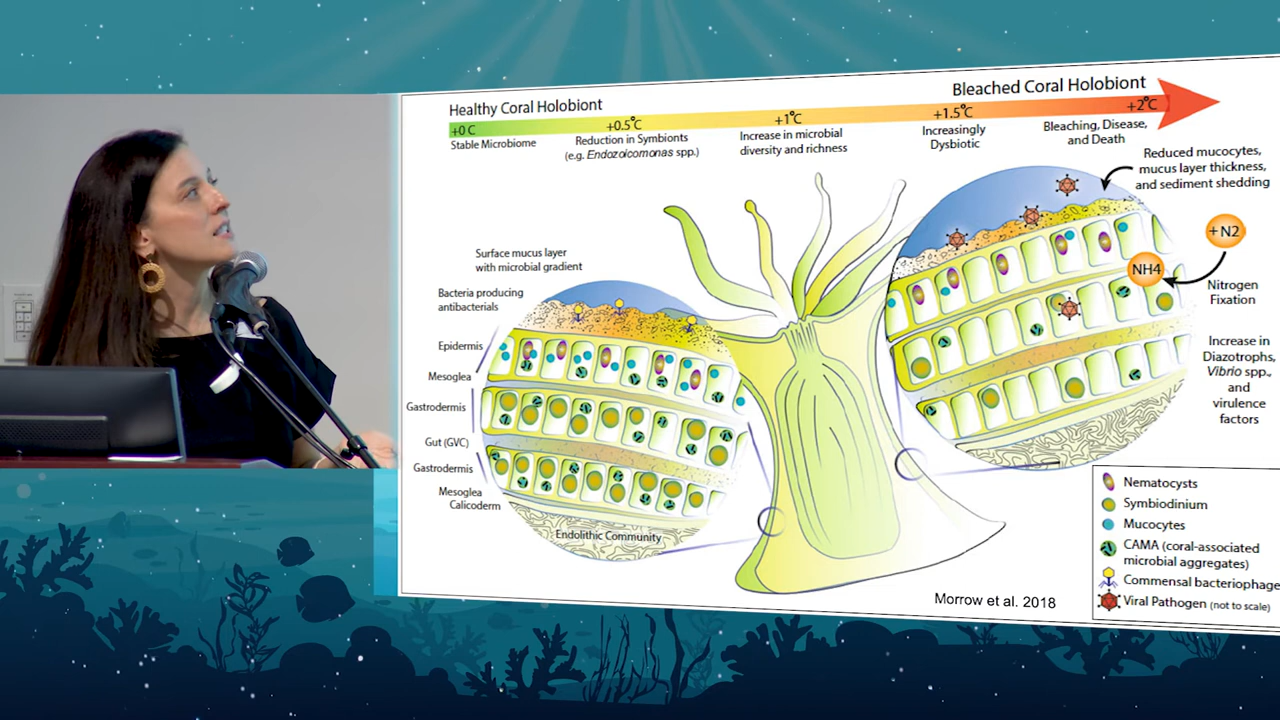 Healthy Coral Holobiont
Bleached Coral Holobiont
+0 C
+0.5°C
+1°C
+1.5°C
+2°C
Stable Microbiome
Reduction in Symbionts
(e.g. Endozoicomonas spp.)
Increase in microbial
diversity and richness
Increasingly
Dysbiotic
Bleaching, Disease,
and Death
Reduced mucocytes,
mucus layer thickness,
and sediment shedding
+ N2
NH4
Nitrogen
Fixation
Increase in
Diazotrophs,
Vibrio spp.,
and
virulence
factors
Surface mucus layer
with microbial gradient
Bacteria producing
antibacterials
Epidermis
Mesoglea
Gastrodermis
Gut (GVC)
Gastrodermis
Mesoglea
Calicoderm
Endolithic Community
Nematocysts
Symbiodinium
Mucocytes
CAMA (coral-associated
microbial aggregates)
Commensal bacteriophage
Viral Pathogen (not to scale)
Morrow et al. 2018